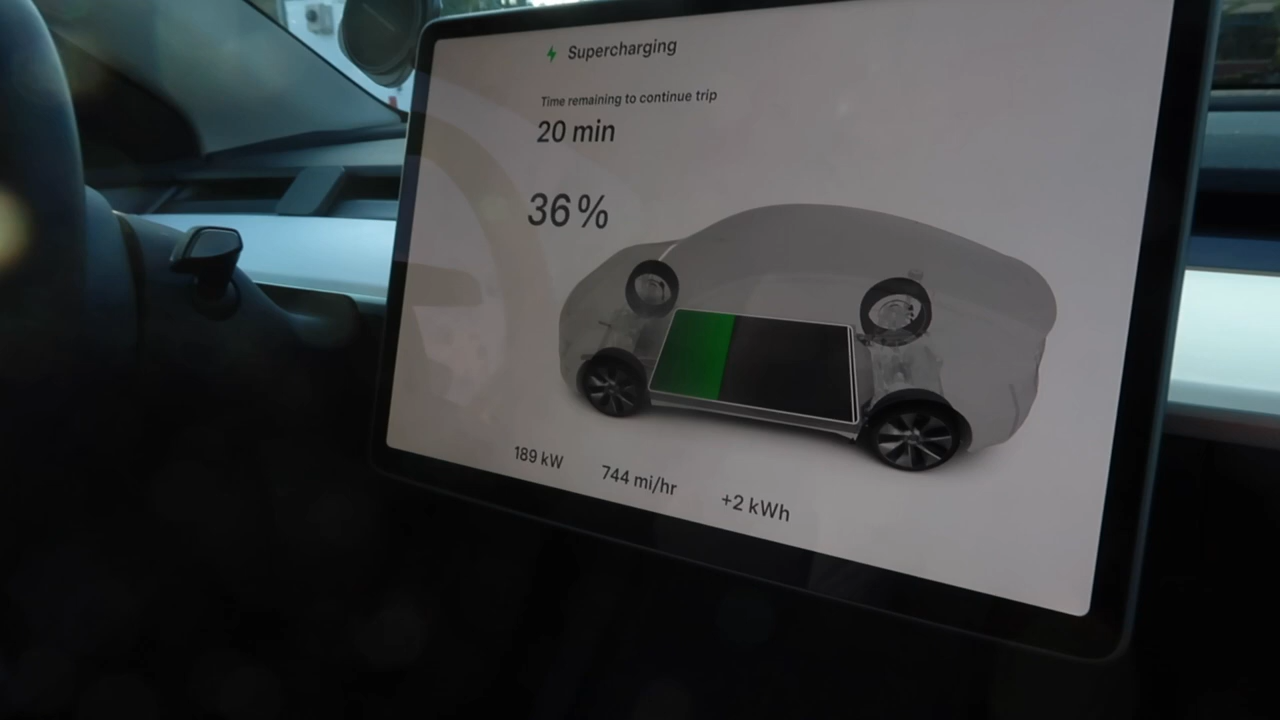 Supercharging
Time remaining to continue trip
20 min
36%
189 kW
744 mi/hr
+2 kWh